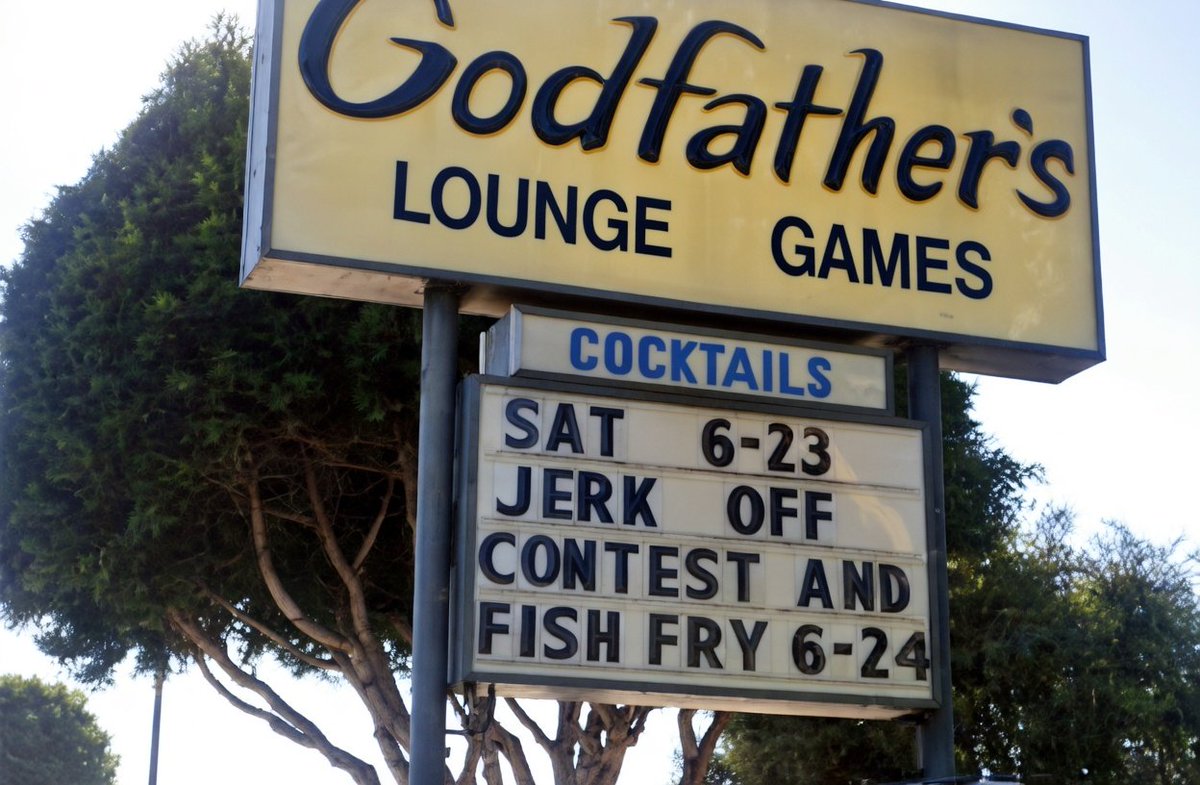 Godfather's
LOUNGE GAMES
COCKTAILS
SAT 6-23
JERK OFF
CONTEST AND
FISH FRY 6-24